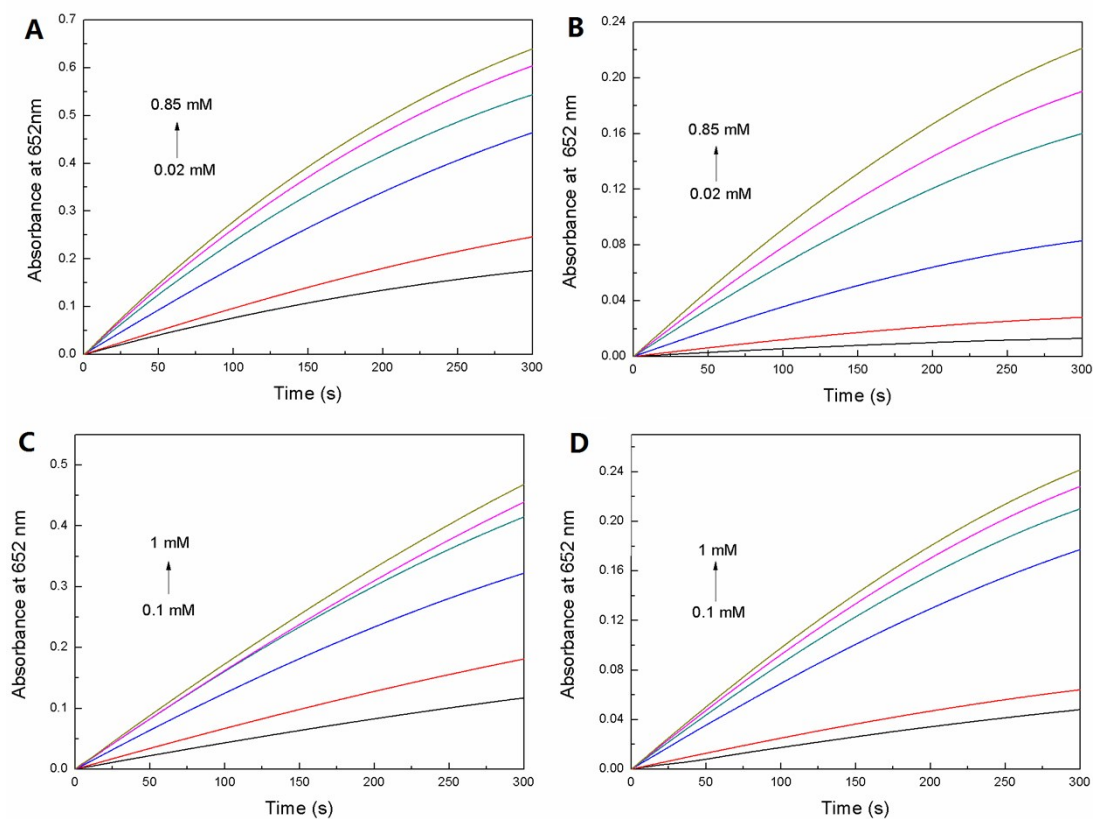 A
0.7
0.6
0.5
0.4
0.3
0.2
0.1
0.0
Absorbance at 652nm
0.85 mM
0.02 mM
0 50 100 150 200 250 300
Time (s)
B
0.24
0.20
0.16
0.12
0.08
0.04
0.00
Absorbance at 652 nm
0.85 mM
0.02 mM
0 50 100 150 200 250 300
Time (s)
C
0.5
0.4
0.3
0.2
0.1
0.0
Absorbance at 652 nm
1 mM
0.1 mM
0 50 100 150 200 250 300
Time (s)
D
0.24
0.20
0.16
0.12
0.08
0.04
0.00
Absorbance at 652 nm
1 mM
0.1 mM
0 50 100 150 200 250 300
Time (s)